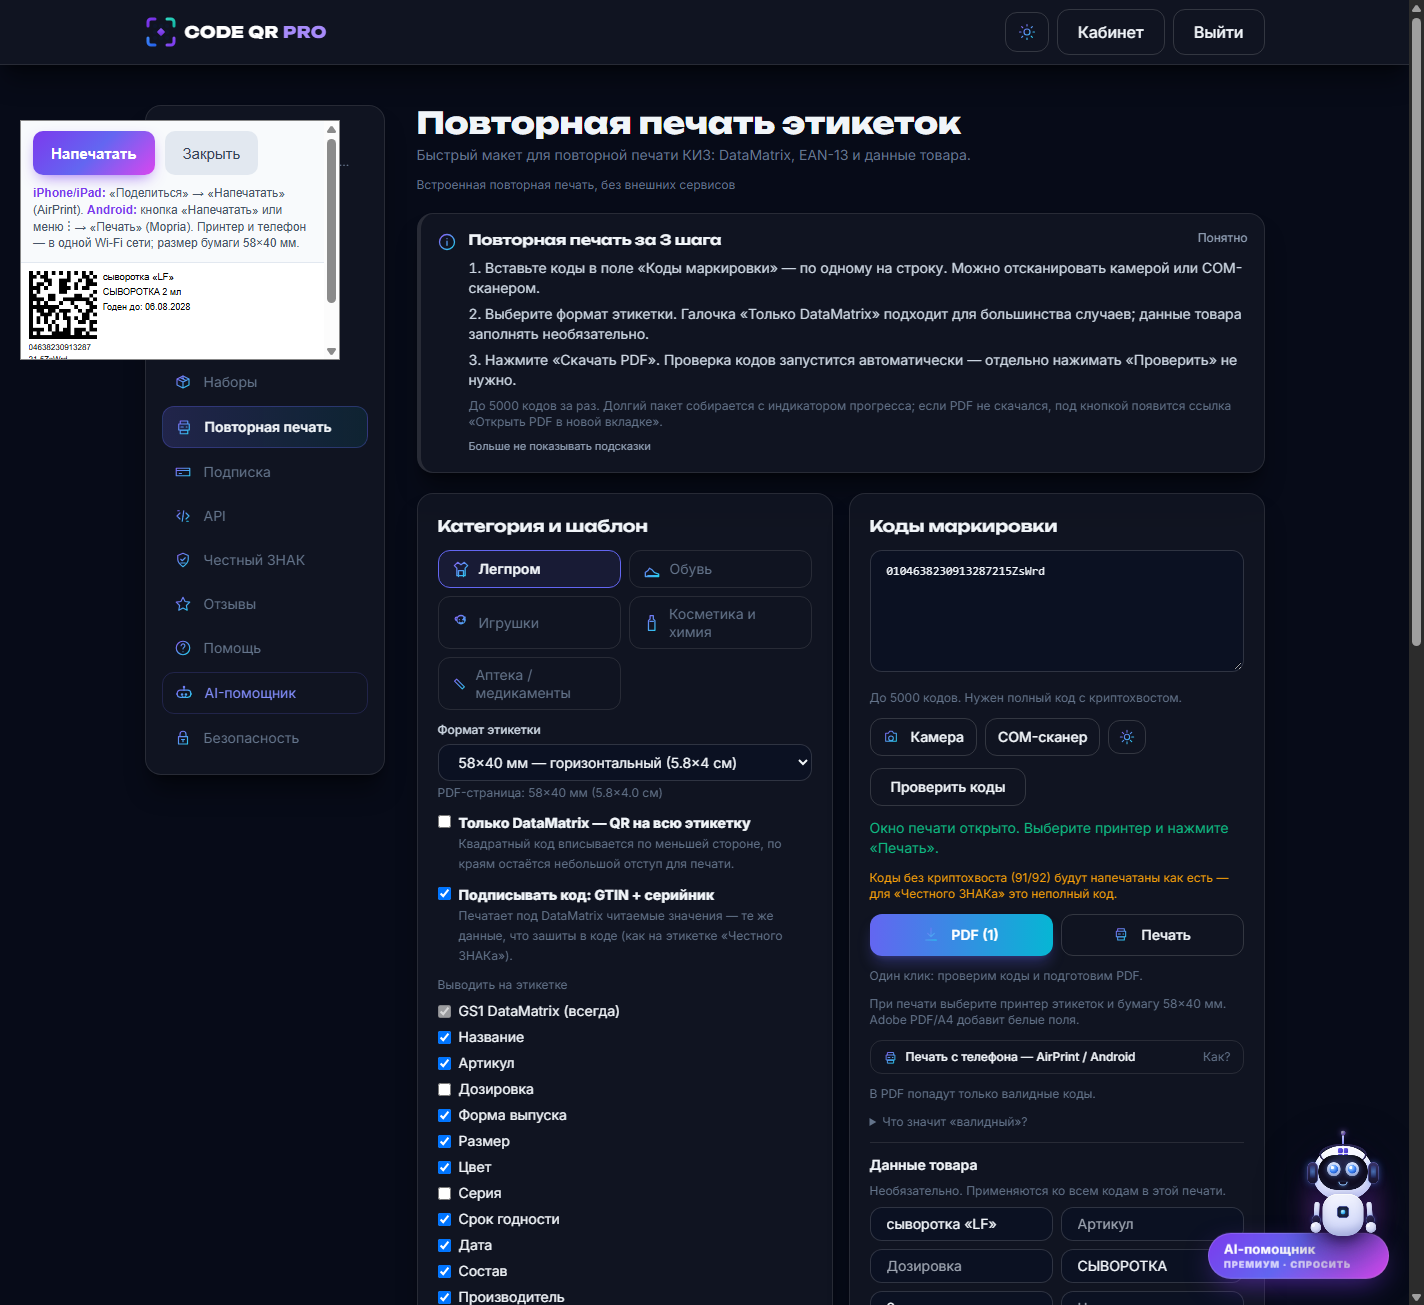 CODE QR PRO
Кабинет
Выйти
Напечатать
Закрыть
iPhone/iPad: «Поделиться» → «Напечатать»
(AirPrint). Android: кнопка «Напечатать» или
меню ⋮ → «Печать» (Mopria). Принтер и телефон
— в одной Wi-Fi сети; размер бумаги 58×40 мм.
сыворотка «LF»
СЫВОРОТКА 2 мл
Годен до: 06.08.2028
04638230913287
Наборы
Повторная печать
Подписка
API
Честный ЗНАК
Отзывы
Помощь
AI-помощник
Безопасность
Повторная печать этикеток
Быстрый макет для повторной печати КИЗ: DataMatrix, EAN-13 и данные товара.
Встроенная повторная печать, без внешних сервисов
Повторная печать за 3 шага
Понятно
1. Вставьте коды в поле «Коды маркировки» — по одному на строку. Можно отсканировать камерой или COM-
сканером.
2. Выберите формат этикетки. Галочка «Только DataMatrix» подходит для большинства случаев; данные товара
заполнять необязательно.
3. Нажмите «Скачать PDF». Проверка кодов запустится автоматически — отдельно нажимать «Проверить» не
нужно.
До 5000 кодов за раз. Долгий пакет собирается с индикатором прогресса; если PDF не скачался, под кнопкой появится ссылка
«Открыть PDF в новой вкладке».
Больше не показывать подсказки
Категория и шаблон
Легпром
Обувь
Игрушки
Косметика и
химия
Аптека /
медикаменты
Формат этикетки
58×40 мм — горизонтальный (5.8×4 см)
PDF-страница: 58×40 мм (5.8×4.0 см)
Только DataMatrix — QR на всю этикетку
Квадратный код вписывается по меньшей стороне, по
краям остаётся небольшой отступ для печати.
Подписывать код: GTIN + серийник
Печатает под DataMatrix читаемые значения — те же
данные, что зашиты в коде (как на этикетке «Честного
ЗНАКа»).
Выводить на этикетке
GS1 DataMatrix (всегда)
Название
Артикул
Дозировка
Форма выпуска
Размер
Цвет
Серия
Срок годности
Дата
Состав
Производитель
Коды маркировки
0104638230913287215ZsWrd
До 5000 кодов. Нужен полный код с криптохвостом.
Камера
COM-сканер
Проверить коды
Окно печати открыто. Выберите принтер и нажмите
«Печать».
Коды без криптохвоста (91/92) будут напечатаны как есть —
для «Честного ЗНАКа» это неполный код.
PDF (1)
Печать
Один клик: проверим коды и подготовим PDF.
При печати выберите принтер этикеток и бумагу 58×40 мм.
Adobe PDF/A4 добавит белые поля.
Печать с телефона — AirPrint / Android
Как?
В PDF попадут только валидные коды.
Что значит «валидный»?
Данные товара
Необязательно. Применяются ко всем кодам в этой печати.
сыворотка «LF»
Артикул
Дозировка
СЫВОРОТКА
AI-помощник
ПРЕМИУМ · СПРОСИТЬ